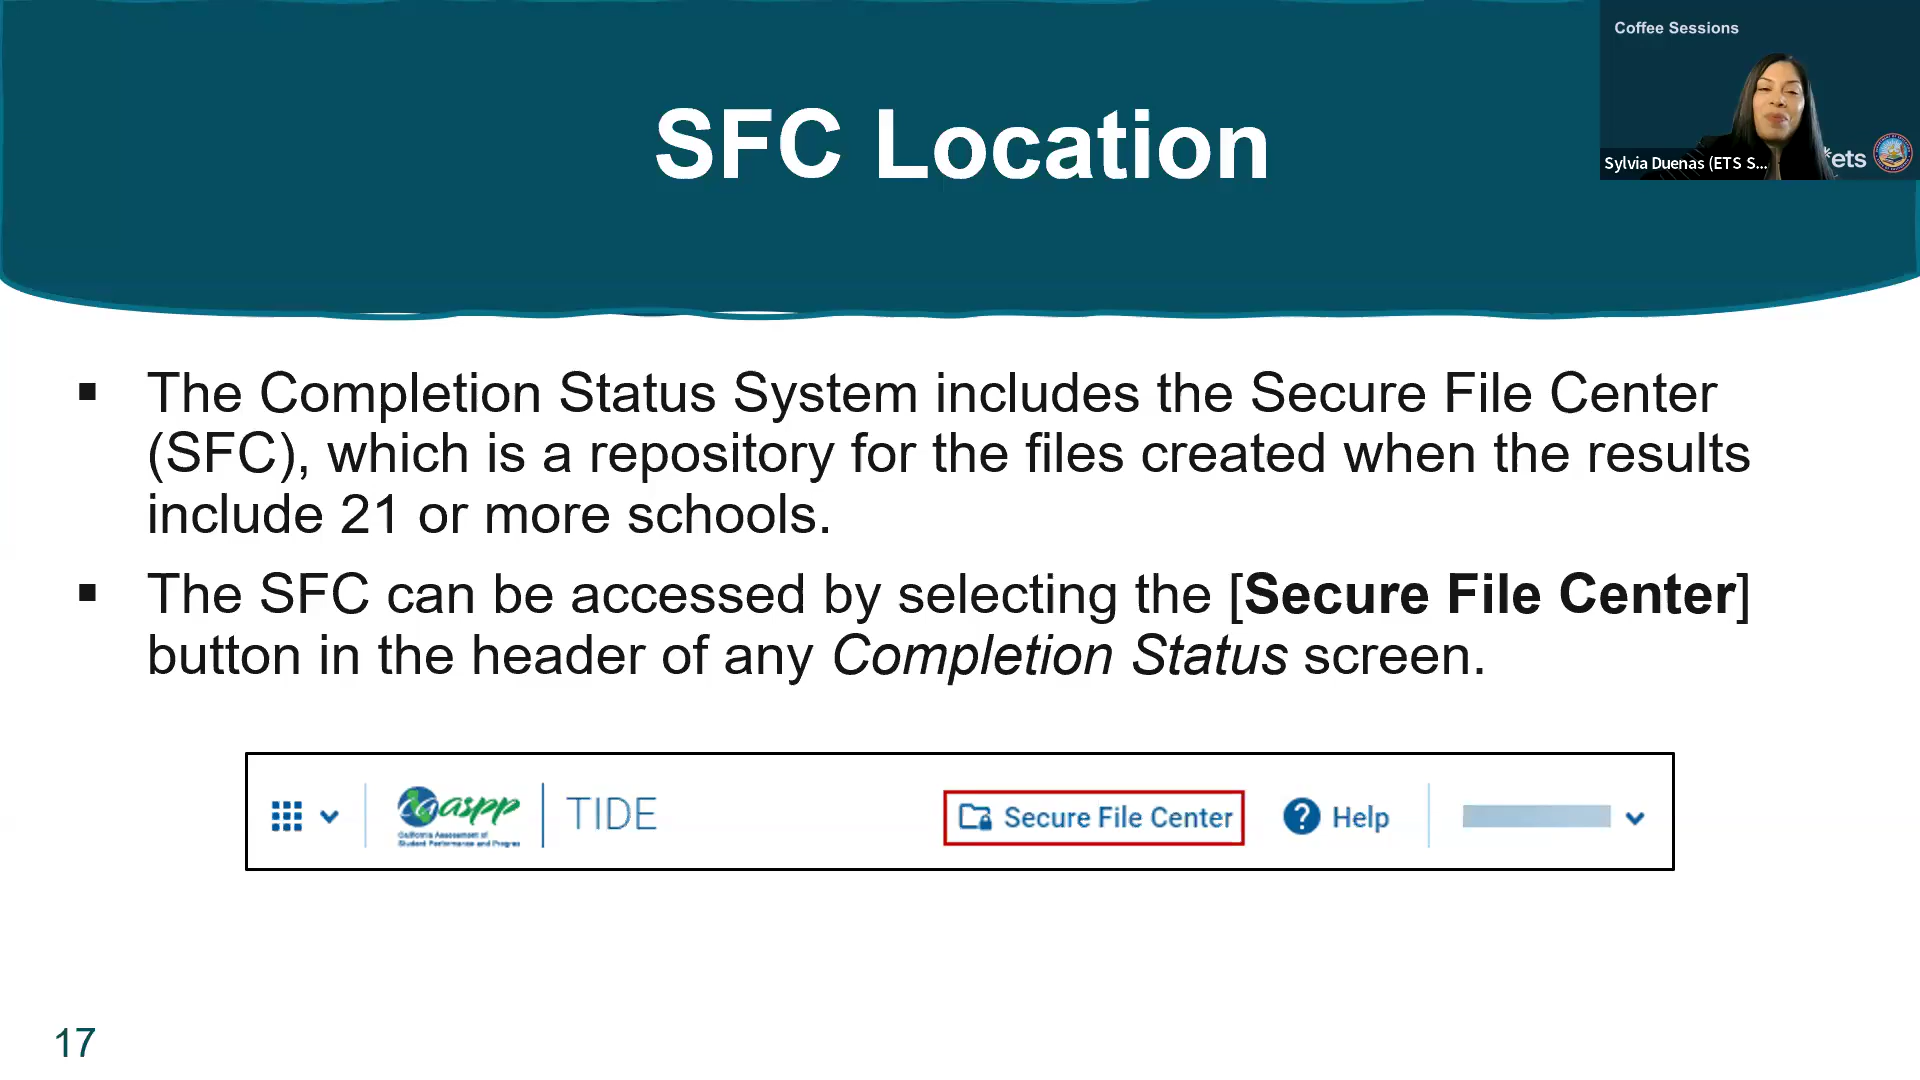 Coffee Sessions
SFC Location
Sylvia Duenas (ETS S...
*ets
▪ The Completion Status System includes the Secure File Center
(SFC), which is a repository for the files created when the results
include 21 or more schools.
▪ The SFC can be accessed by selecting the [Secure File Center]
button in the header of any Completion Status screen.
caaspp
California Assessment of
Student Performance and Progress
TIDE
Secure File Center
? Help
17